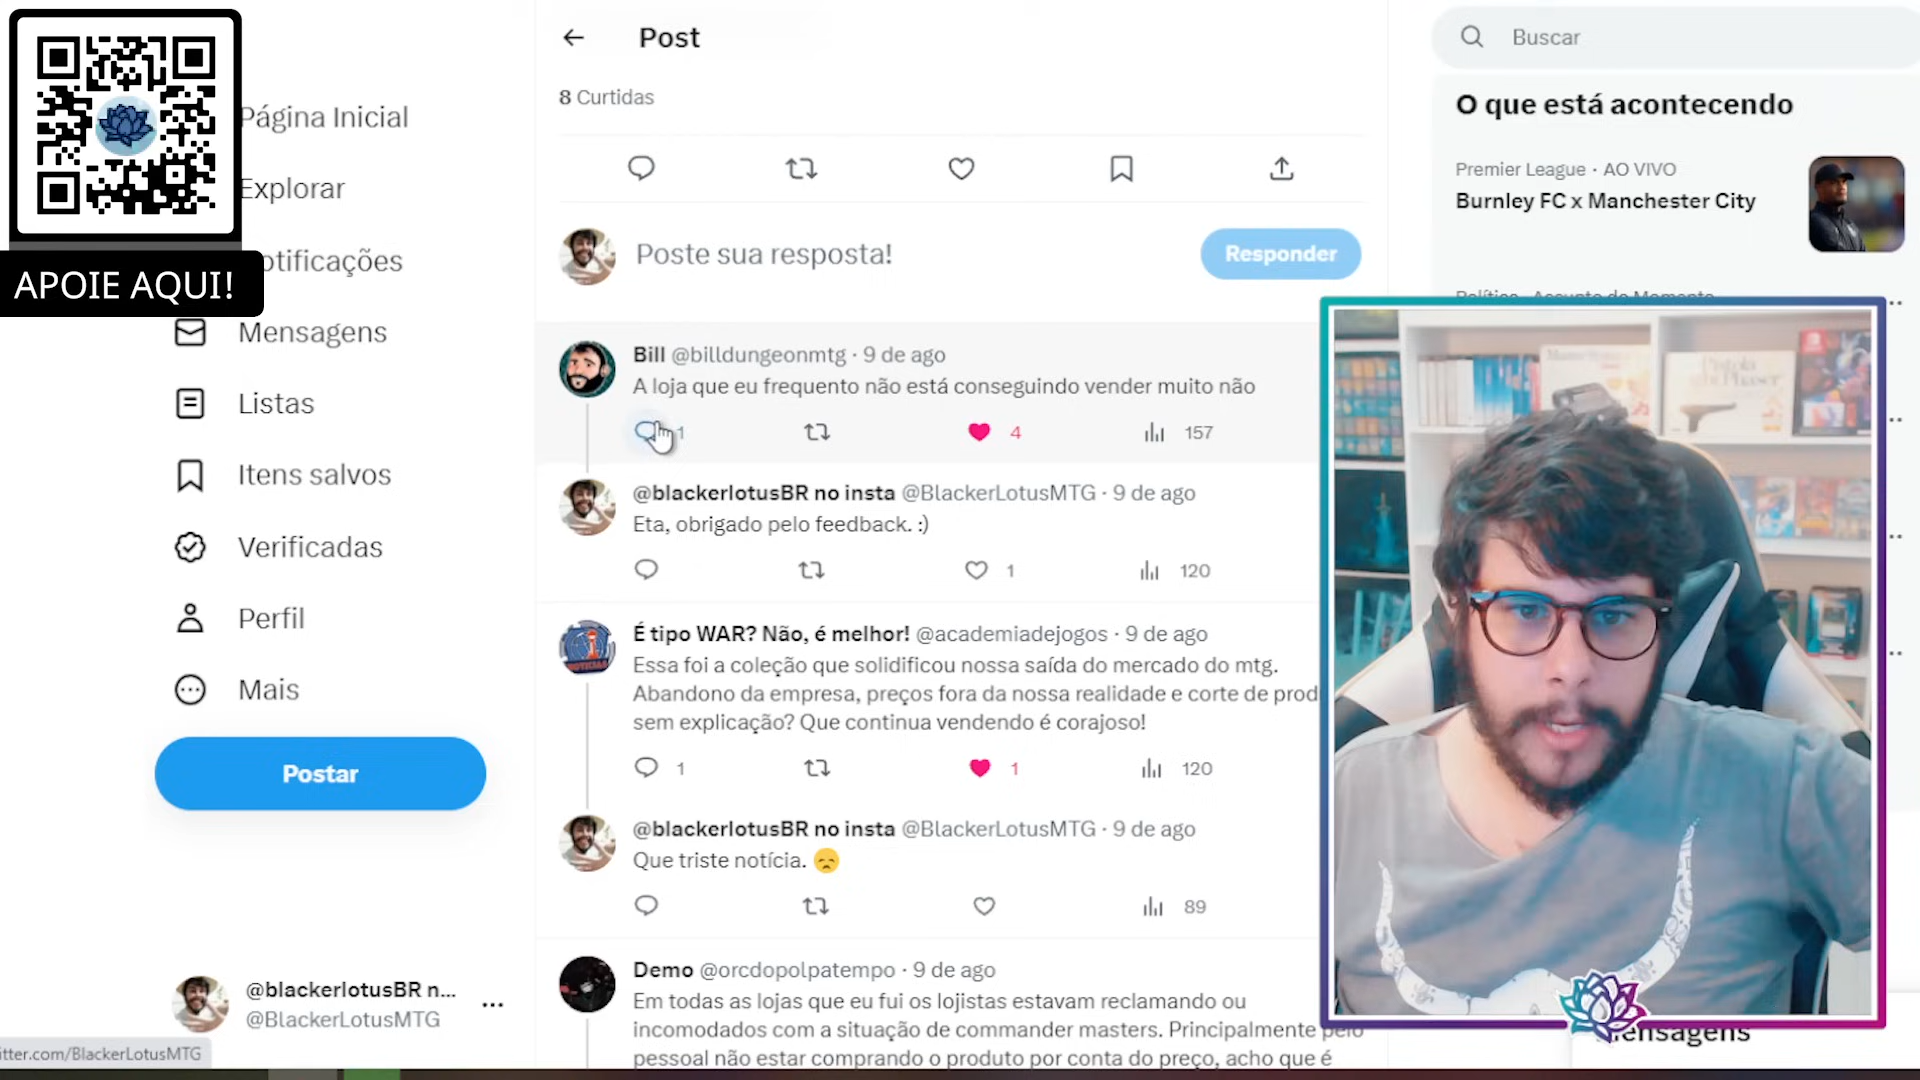 Post
8 Curtidas
Página Inicial
Explorar
otificações
APOIE AQUI!
Mensagens
Listas
Itens salvos
Verificadas
Perfil
Mais
Postar
@blackerlotusBR n...
@BlackerLotusMTG
itter.com/BlackerLotusMTG
Poste sua resposta!
Responder
Bill @billdungeonmtg · 9 de ago
A loja que eu frequento não está conseguindo vender muito não
1 4 157
@blackerlotusBR no insta @BlackerLotusMTG · 9 de ago
Eta, obrigado pelo feedback. :)
1 120
É tipo WAR? Não, é melhor! @academiadejogos · 9 de ago
Essa foi a coleção que solidificou nossa saída do mercado do mtg.
Abandono da empresa, preços fora da nossa realidade e corte de prod
sem explicação? Que continua vendendo é corajoso!
1 1 120
@blackerlotusBR no insta @BlackerLotusMTG · 9 de ago
Que triste notícia. 😞
89
Demo @orcdopolpatempo · 9 de ago
Em todas as lojas que eu fui os lojistas estavam reclamando ou
incomodados com a situação de commander masters. Principalmente pelo
pessoal não estar comprando o produto por conta do preço, acho que é
Buscar
O que está acontecendo
Premier League · AO VIVO
Burnley FC x Manchester City
Política · Assunto do Momento
ensagens